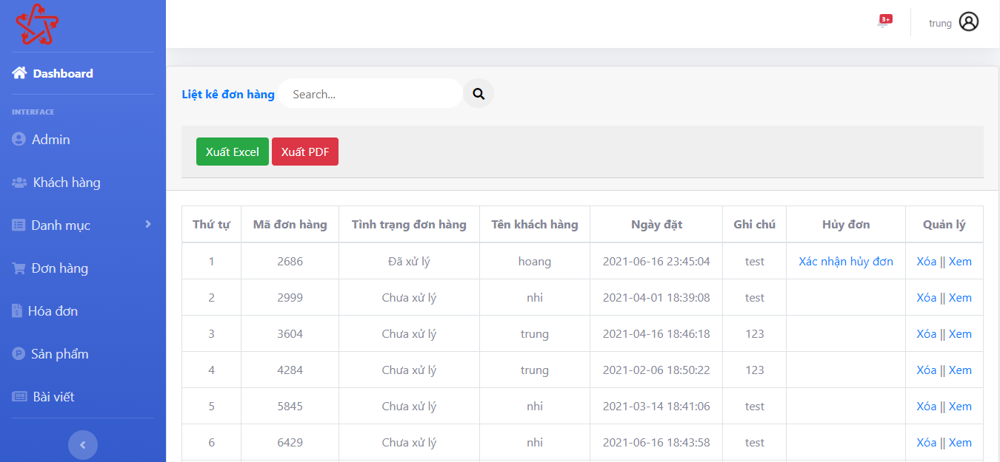 3+
trung
Dashboard
INTERFACE
Admin
Khách hàng
Danh mục
Đơn hàng
Hóa đơn
Sản phẩm
Bài viết
Liệt kê đơn hàng Search...
Xuất Excel Xuất PDF
Thứ tự Mã đơn hàng Tình trạng đơn hàng Tên khách hàng Ngày đặt Ghi chú Hủy đơn Quản lý
1 2686 Đã xử lý hoang 2021-06-16 23:45:04 test Xác nhận hủy đơn Xóa || Xem
2 2999 Chưa xử lý nhi 2021-04-01 18:39:08 test Xóa || Xem
3 3604 Chưa xử lý trung 2021-04-16 18:46:18 123 Xóa || Xem
4 4284 Chưa xử lý trung 2021-02-06 18:50:22 123 Xóa || Xem
5 5845 Chưa xử lý nhi 2021-03-14 18:41:06 test Xóa || Xem
6 6429 Chưa xử lý nhi 2021-06-16 18:43:58 test Xóa || Xem